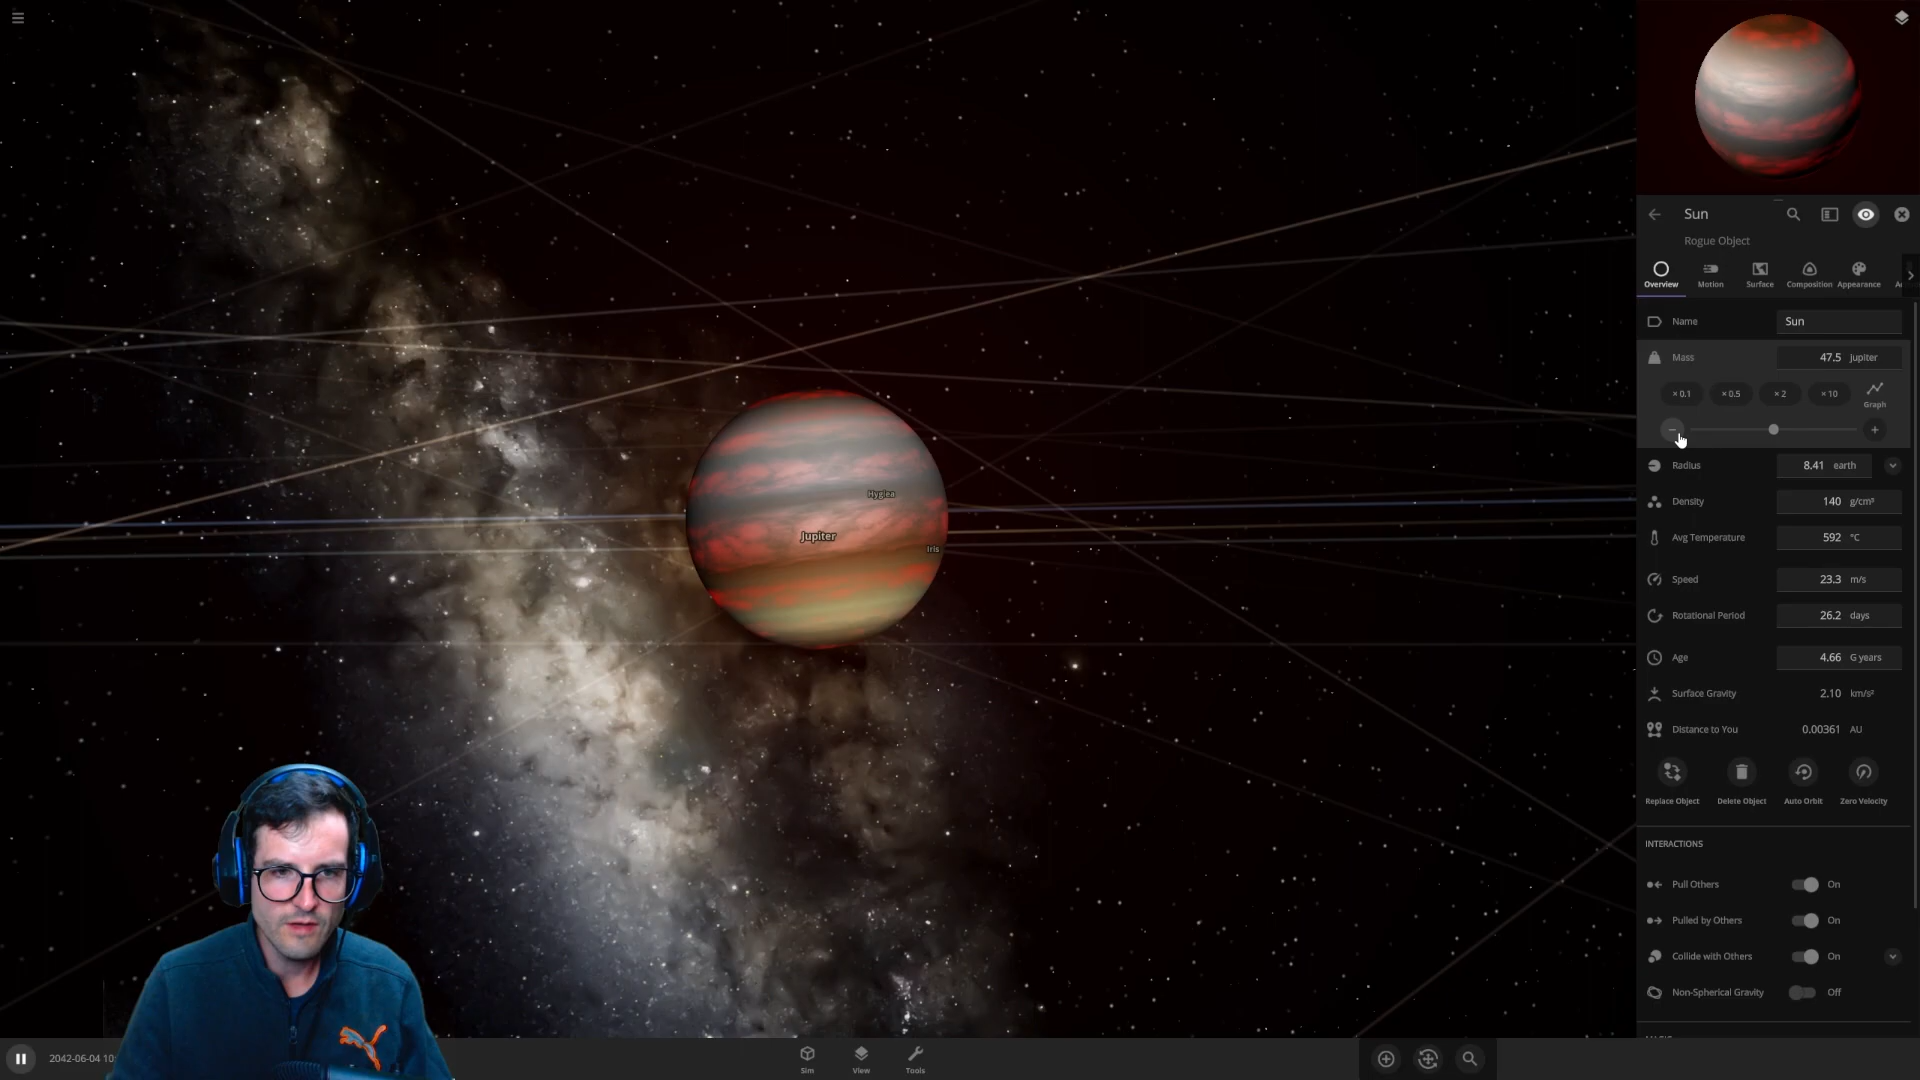 Sun
Rogue Object
Overview
Motion
Surface
Composition
Appearance
Name
Sun
Mass
47.5 Jupiter
× 0.1
× 0.5
× 2
× 10
Graph
Radius
8.41 earth
Density
140 g/cm³
Avg Temperature
592 °C
Speed
23.3 m/s
Rotational Period
26.2 days
Age
4.66 G years
Surface Gravity
2.10 km/s²
Distance to You
0.00361 AU
Replace Object
Delete Object
Auto Orbit
Zero Velocity
INTERACTIONS
Pull Others
On
Pulled by Others
On
Collide with Others
On
Non-Spherical Gravity
Off
Hygiea
Jupiter
Iris
2042-06-04 10:
Sim
View
Tools